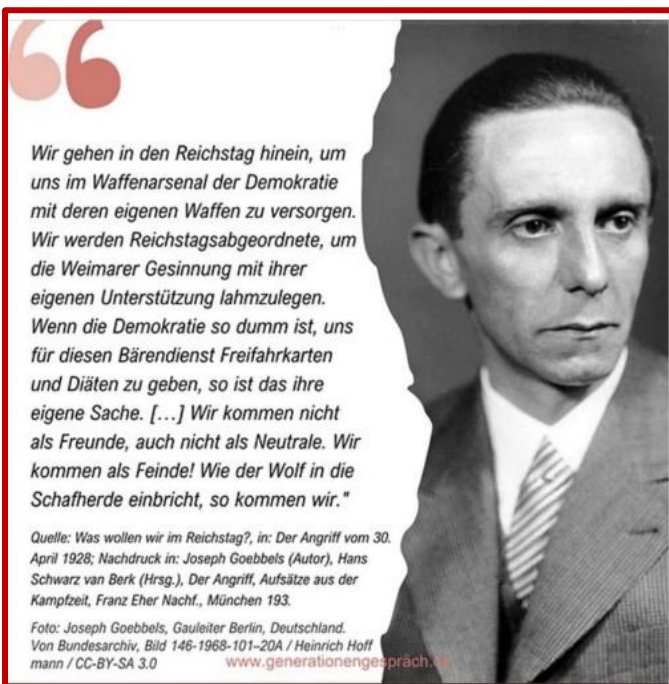 Wir gehen in den Reichstag hinein, um
uns im Waffenarsenal der Demokratie
mit deren eigenen Waffen zu versorgen.
Wir werden Reichstagsabgeordnete, um
die Weimarer Gesinnung mit ihrer
eigenen Unterstützung lahmzulegen.
Wenn die Demokratie so dumm ist, uns
für diesen Bärendienst Freifahrkarten
und Diäten zu geben, so ist das ihre
eigene Sache. [...] Wir kommen nicht
als Freunde, auch nicht als Neutrale. Wir
kommen als Feinde! Wie der Wolf in die
Schafherde einbricht, so kommen wir."
Quelle: Was wollen wir im Reichstag?, in: Der Angriff vom 30.
April 1928; Nachdruck in: Joseph Goebbels (Autor), Hans
Schwarz van Berk (Hrsg.), Der Angriff, Aufsätze aus der
Kampfzeit, Franz Eher Nachf., München 193.
Foto: Joseph Goebbels, Gauleiter Berlin, Deutschland.
Von Bundesarchiv, Bild 146-1968-101–20A / Heinrich Hoff
mann / CC-BY-SA 3.0
www.generationengespräch.de